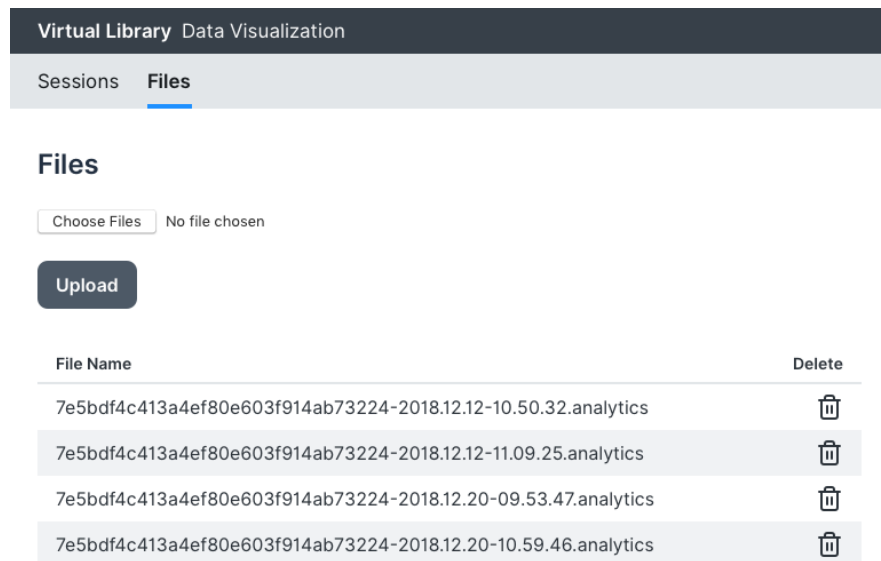 Virtual Library Data Visualization
Sessions Files
Files
Choose Files No file chosen
Upload
File Name Delete
7e5bdf4c413a4ef80e603f914ab73224-2018.12.12-10.50.32.analytics
7e5bdf4c413a4ef80e603f914ab73224-2018.12.12-11.09.25.analytics
7e5bdf4c413a4ef80e603f914ab73224-2018.12.20-09.53.47.analytics
7e5bdf4c413a4ef80e603f914ab73224-2018.12.20-10.59.46.analytics